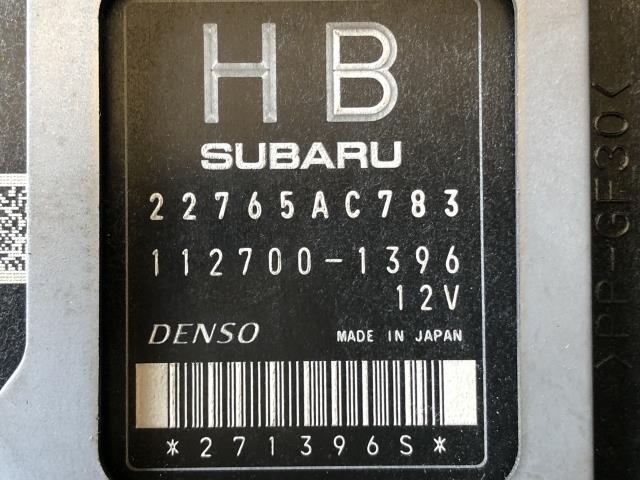 HB
SUBARU
22765AC783
112700-1396
12V
DENSO
MADE IN JAPAN
*271396S*
>PP-GF30<